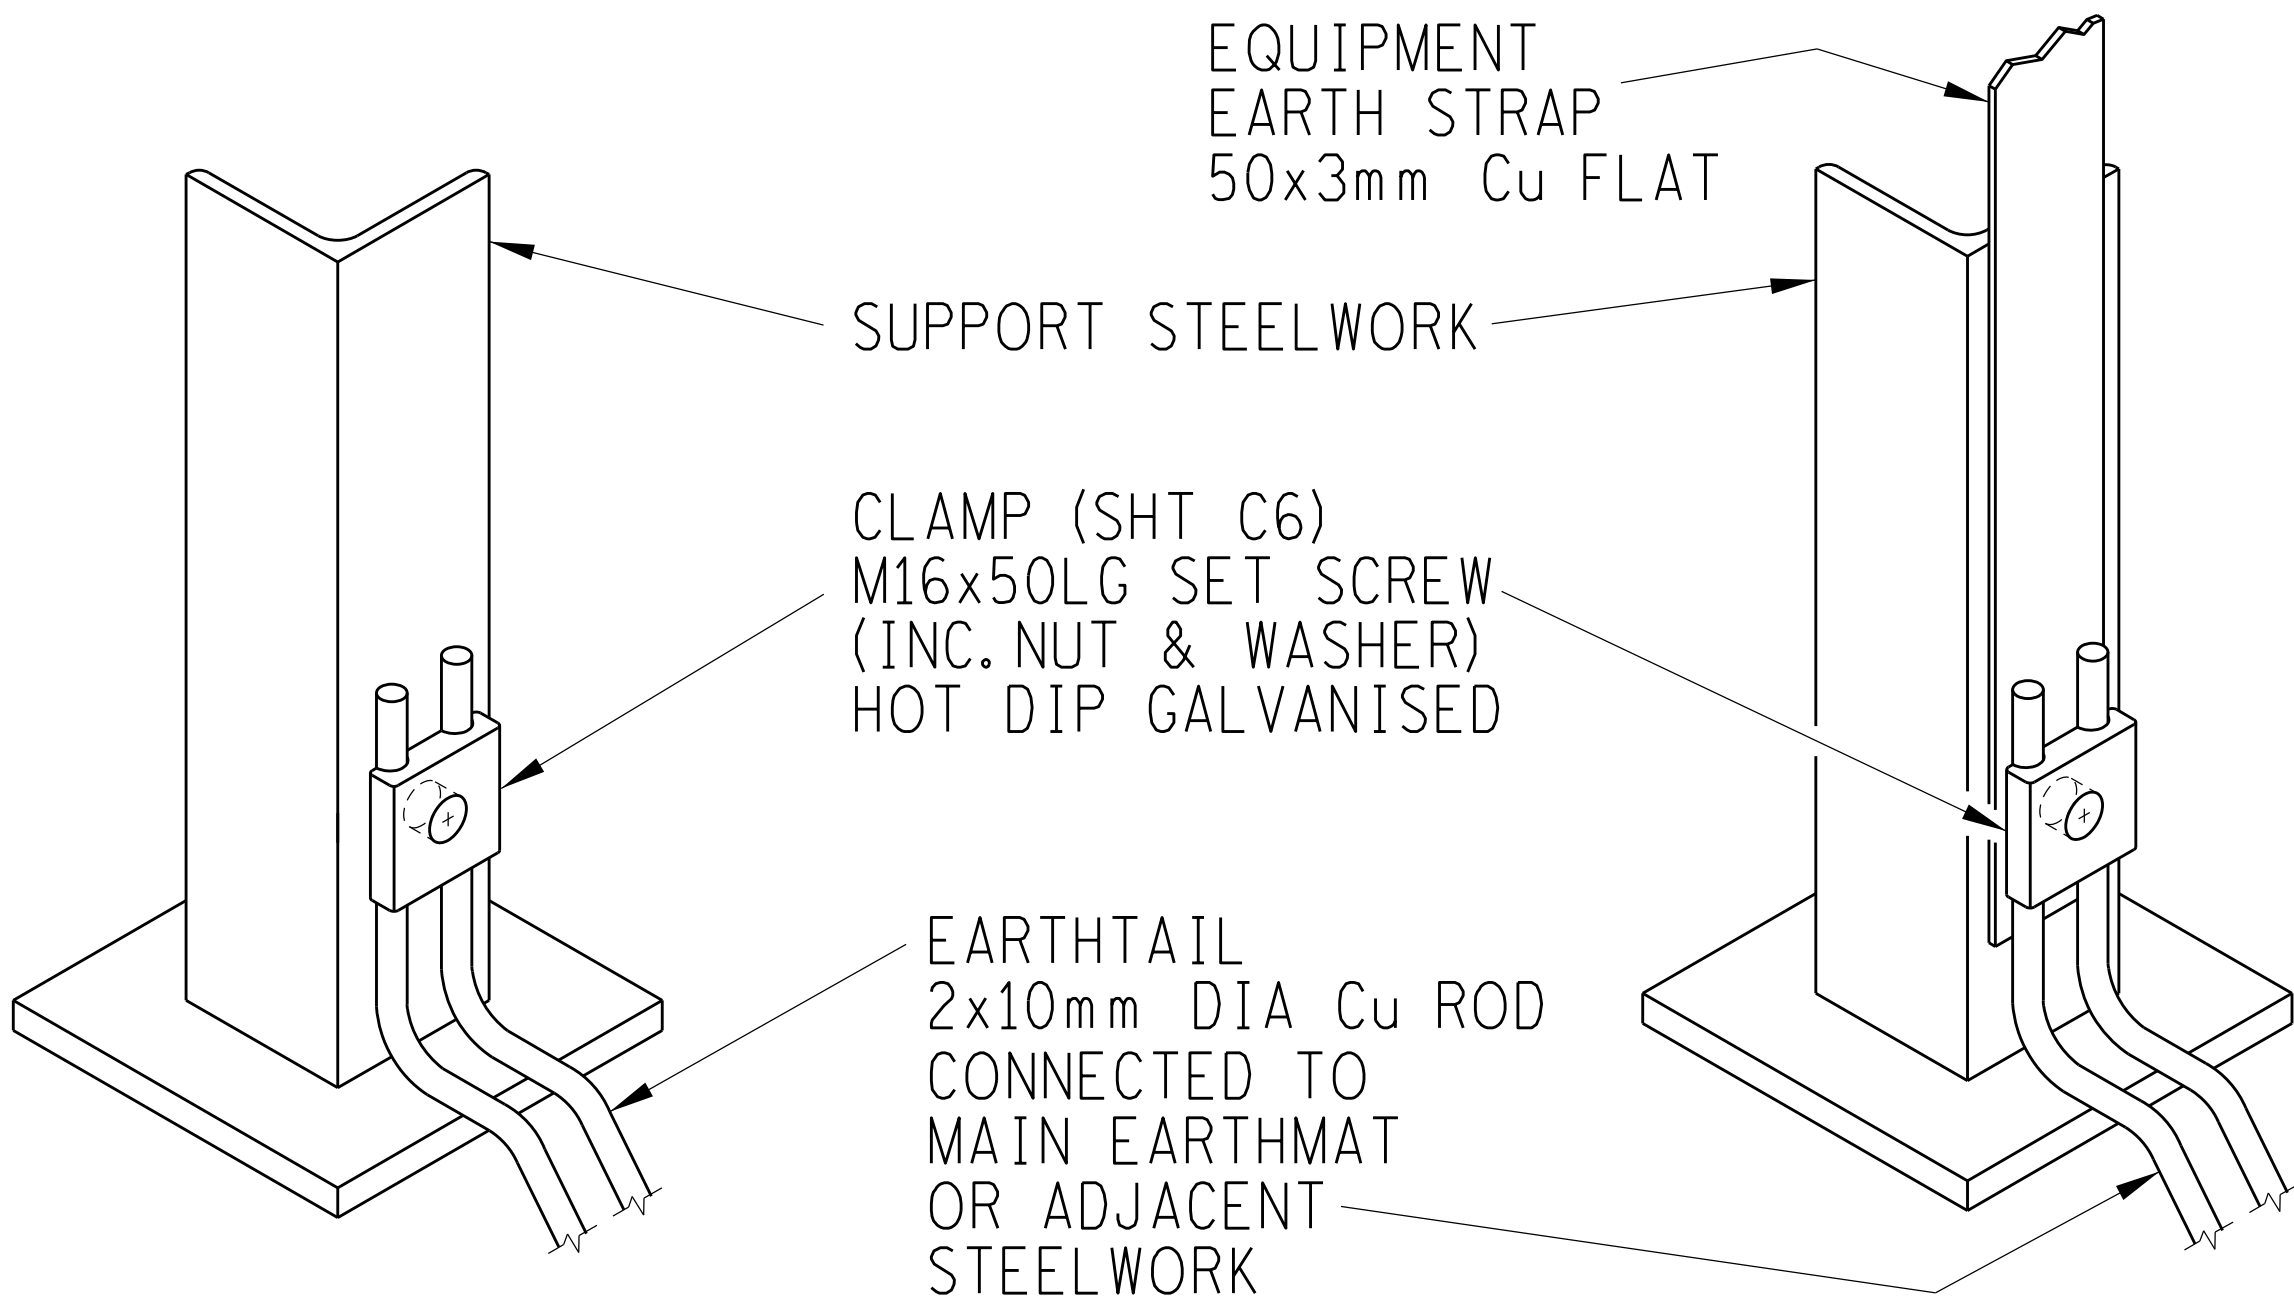 EQUIPMENT
EARTH STRAP
50x3mm Cu FLAT
SUPPORT STEELWORK
CLAMP (SHT C6)
M16x50LG SET SCREW
(INC. NUT & WASHER)
HOT DIP GALVANISED
EARTHTAIL
2x10mm DIA Cu ROD
CONNECTED TO
MAIN EARTHMAT
OR ADJACENT
STEELWORK